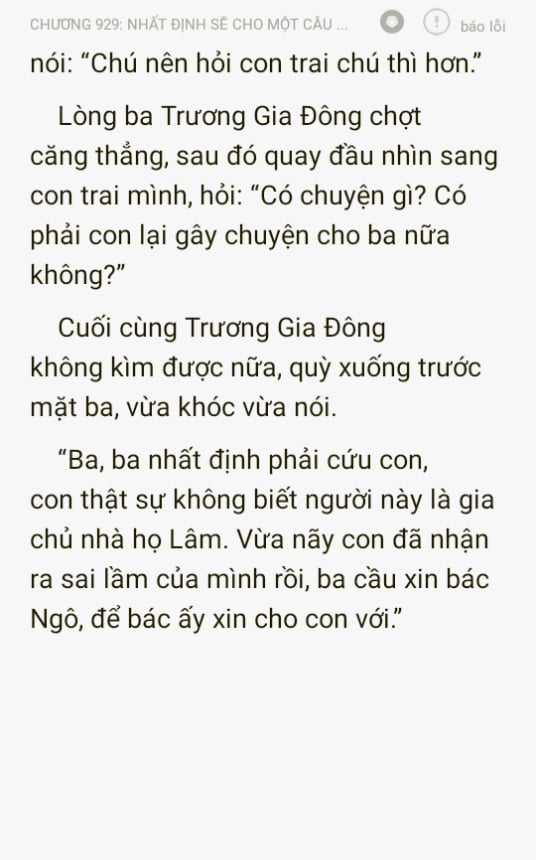 CHƯƠNG 929: NHẤT ĐỊNH SẼ CHO MỘT CÂU ...
báo lỗi
nói: “Chú nên hỏi con trai chú thì hơn.”
Lòng ba Trương Gia Đông chợt
căng thẳng, sau đó quay đầu nhìn sang
con trai mình, hỏi: “Có chuyện gì? Có
phải con lại gây chuyện cho ba nữa
không?”
Cuối cùng Trương Gia Đông
không kìm được nữa, quỳ xuống trước
mặt ba, vừa khóc vừa nói.
“Ba, ba nhất định phải cứu con,
con thật sự không biết người này là gia
chủ nhà họ Lâm. Vừa nãy con đã nhận
ra sai lầm của mình rồi, ba cầu xin bác
Ngô, để bác ấy xin cho con với.”